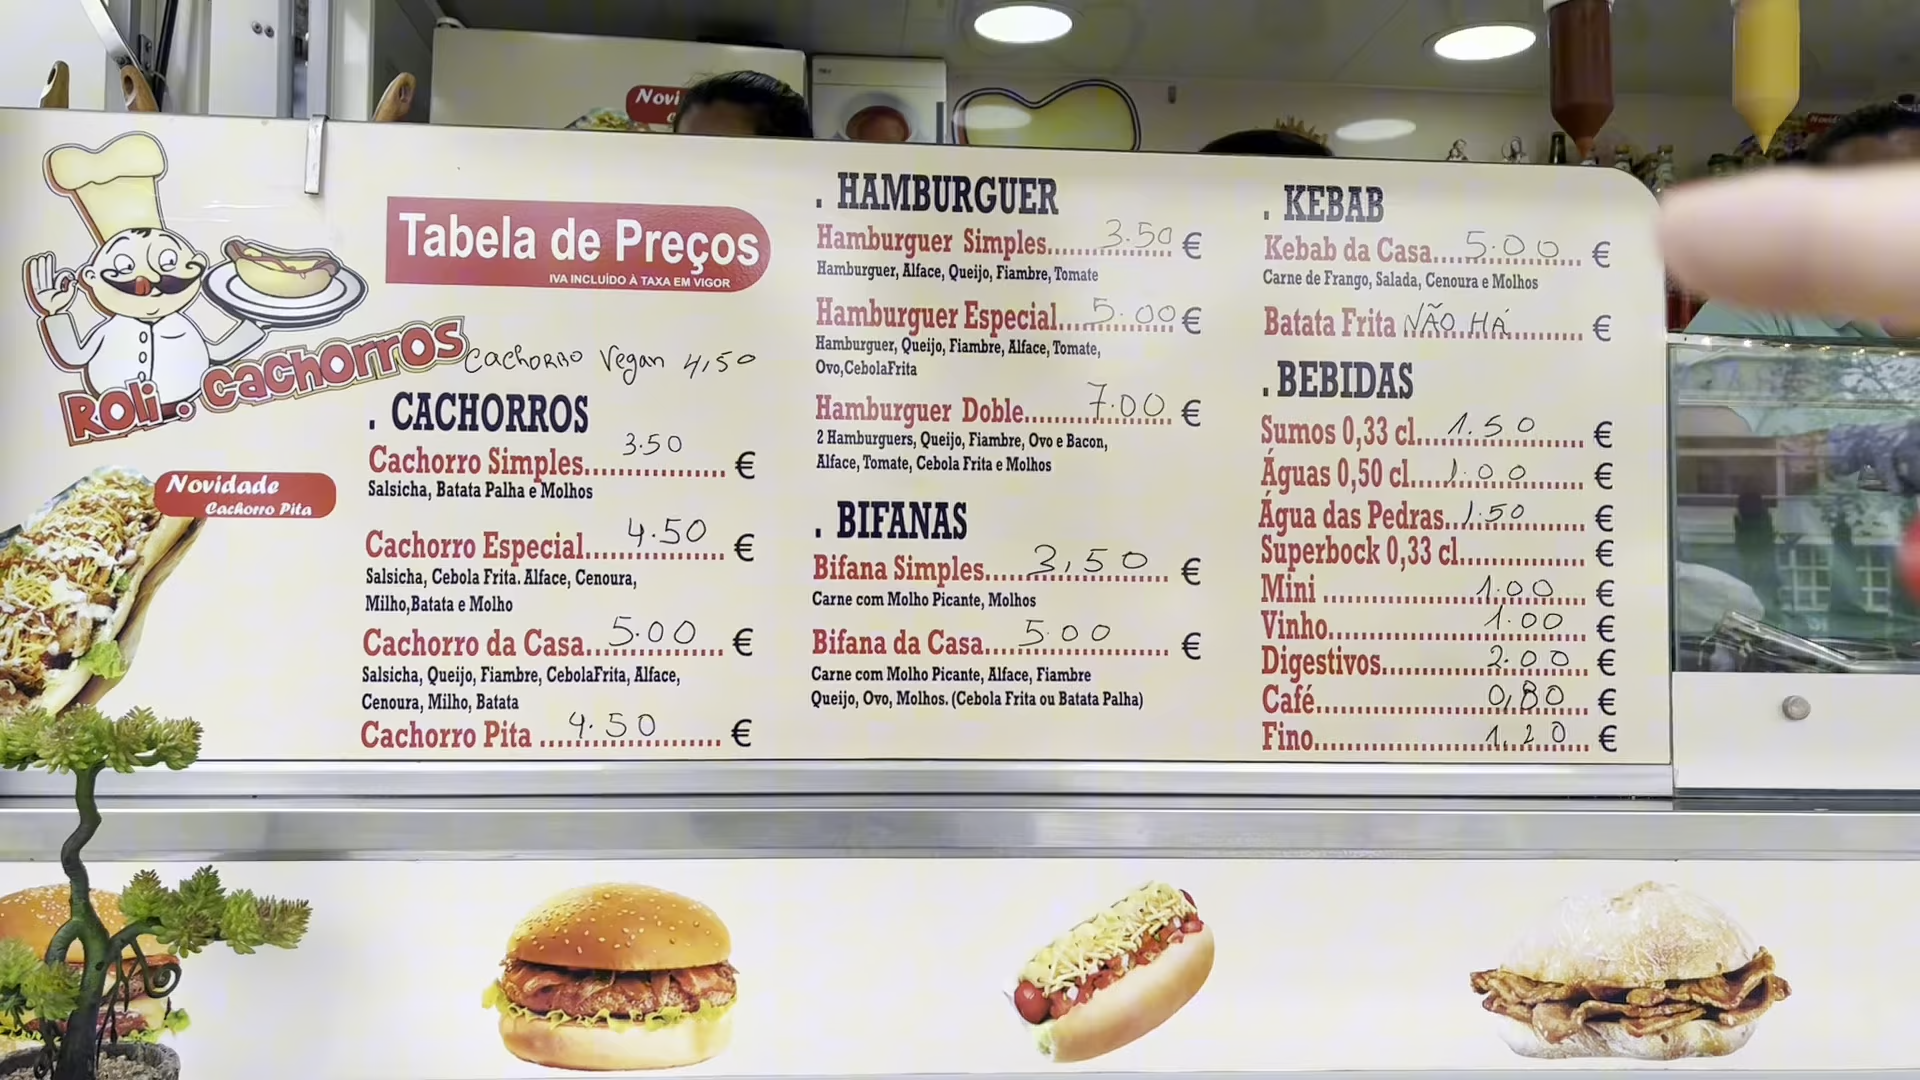 Novi
Tabela de Preços
IVA INCLUÍDO À TAXA EM VIGOR
Roli.cachorros
Cachorro Vegan 4,50
Novidade
Cachorro Pita
. CACHORROS
Cachorro Simples.......... 3.50 €
Salsicha, Batata Palha e Molhos
Cachorro Especial.......... 4.50 €
Salsicha, Cebola Frita. Alface, Cenoura,
Milho,Batata e Molho
Cachorro da Casa.......... 5.00 €
Salsicha, Queijo, Fiambre, CebolaFrita, Alface,
Cenoura, Milho, Batata
Cachorro Pita .......... 4.50 €
. HAMBURGUER
Hamburguer Simples.......... 3.50 €
Hamburguer, Alface, Queijo, Fiambre, Tomate
Hamburguer Especial.......... 5.00 €
Hamburguer, Queijo, Fiambre, Alface, Tomate,
Ovo,CebolaFrita
Hamburguer Doble.......... 7.00 €
2 Hamburguers, Queijo, Fiambre, Ovo e Bacon,
Alface, Tomate, Cebola Frita e Molhos
. BIFANAS
Bifana Simples.......... 3,50 €
Carne com Molho Picante, Molhos
Bifana da Casa.......... 5.00 €
Carne com Molho Picante, Alface, Fiambre
Queijo, Ovo, Molhos. (Cebola Frita ou Batata Palha)
. KEBAB
Kebab da Casa.......... 5.00 €
Carne de Frango, Salada, Cenoura e Molhos
Batata Frita NÃO HÁ.......... €
. BEBIDAS
Sumos 0,33 cl.......... 1.50 €
Águas 0,50 cl.......... 1.00 €
Água das Pedras.......... 1.50 €
Superbock 0,33 cl.......... €
Mini .......... 1.00 €
Vinho.......... 1.00 €
Digestivos.......... 2.00 €
Café.......... 0,80 €
Fino.......... 1.20 €